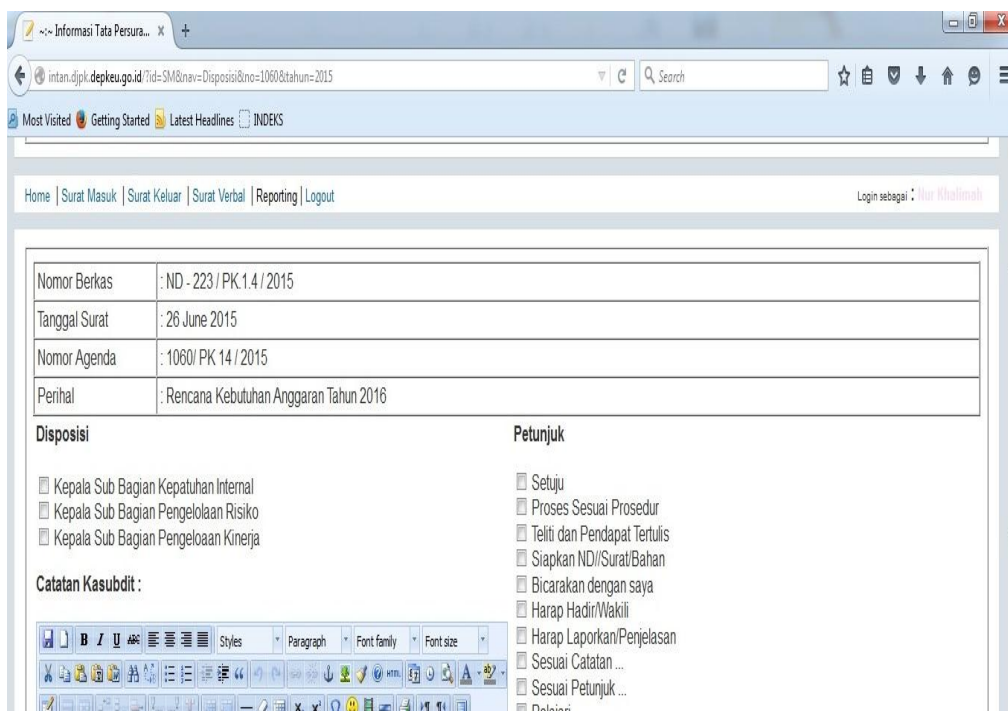 ~:~ Informasi Tata Persura...
intan.djpk.depkeu.go.id/?id=SM&nav=Disposisi&no=1060&tahun=2015
Search
Most Visited Getting Started Latest Headlines INDEKS
Home | Surat Masuk | Surat Keluar | Surat Verbal | Reporting | Logout
Login sebagai : Nur Khalimah
Nomor Berkas : ND - 223 / PK.1.4 / 2015
Tanggal Surat : 26 June 2015
Nomor Agenda : 1060/ PK 14 / 2015
Perihal : Rencana Kebutuhan Anggaran Tahun 2016
Disposisi
Kepala Sub Bagian Kepatuhan Internal
Kepala Sub Bagian Pengelolaan Risiko
Kepala Sub Bagian Pengeloaan Kinerja
Catatan Kasubdit :
B I U ABC Styles Paragraph Font family Font size
HTML
Petunjuk
Setuju
Proses Sesuai Prosedur
Teliti dan Pendapat Tertulis
Siapkan ND//Surat/Bahan
Bicarakan dengan saya
Harap Hadir/Wakili
Harap Laporkan/Penjelasan
Sesuai Catatan ...
Sesuai Petunjuk ...
Pelajari